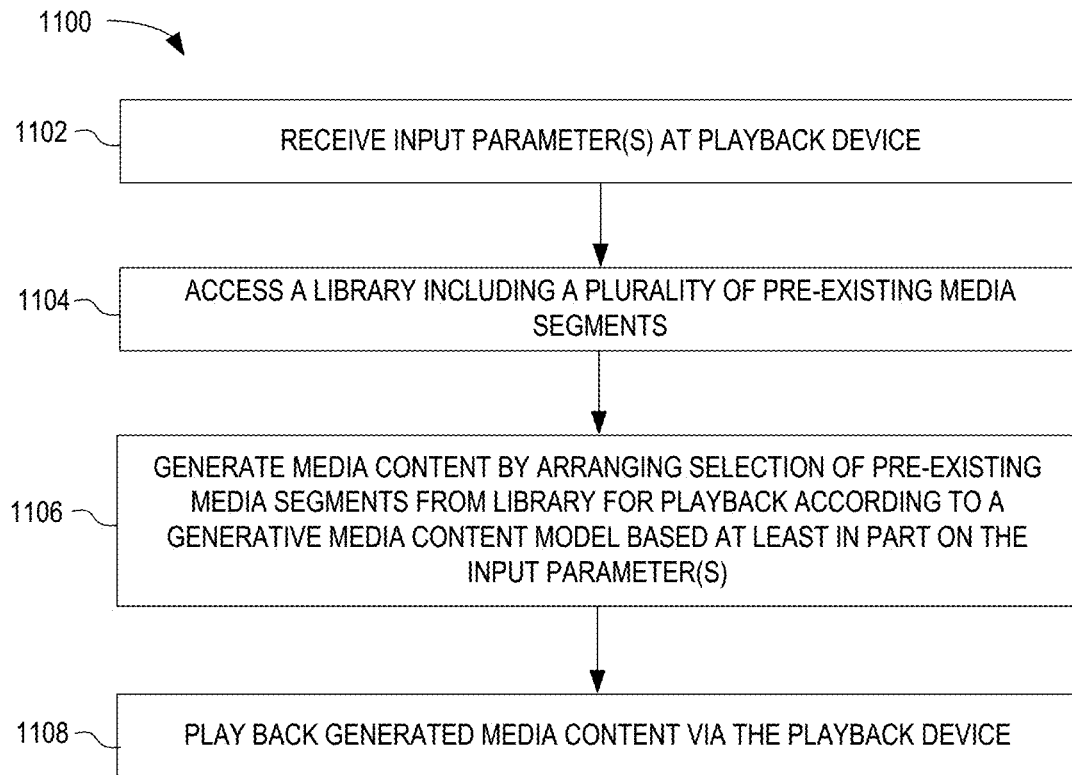 1100
1102
RECEIVE INPUT PARAMETER(S) AT PLAYBACK DEVICE
1104
ACCESS A LIBRARY INCLUDING A PLURALITY OF PRE-EXISTING MEDIA
SEGMENTS
1106
GENERATE MEDIA CONTENT BY ARRANGING SELECTION OF PRE-EXISTING
MEDIA SEGMENTS FROM LIBRARY FOR PLAYBACK ACCORDING TO A
GENERATIVE MEDIA CONTENT MODEL BASED AT LEAST IN PART ON THE
INPUT PARAMETER(S)
1108
PLAY BACK GENERATED MEDIA CONTENT VIA THE PLAYBACK DEVICE